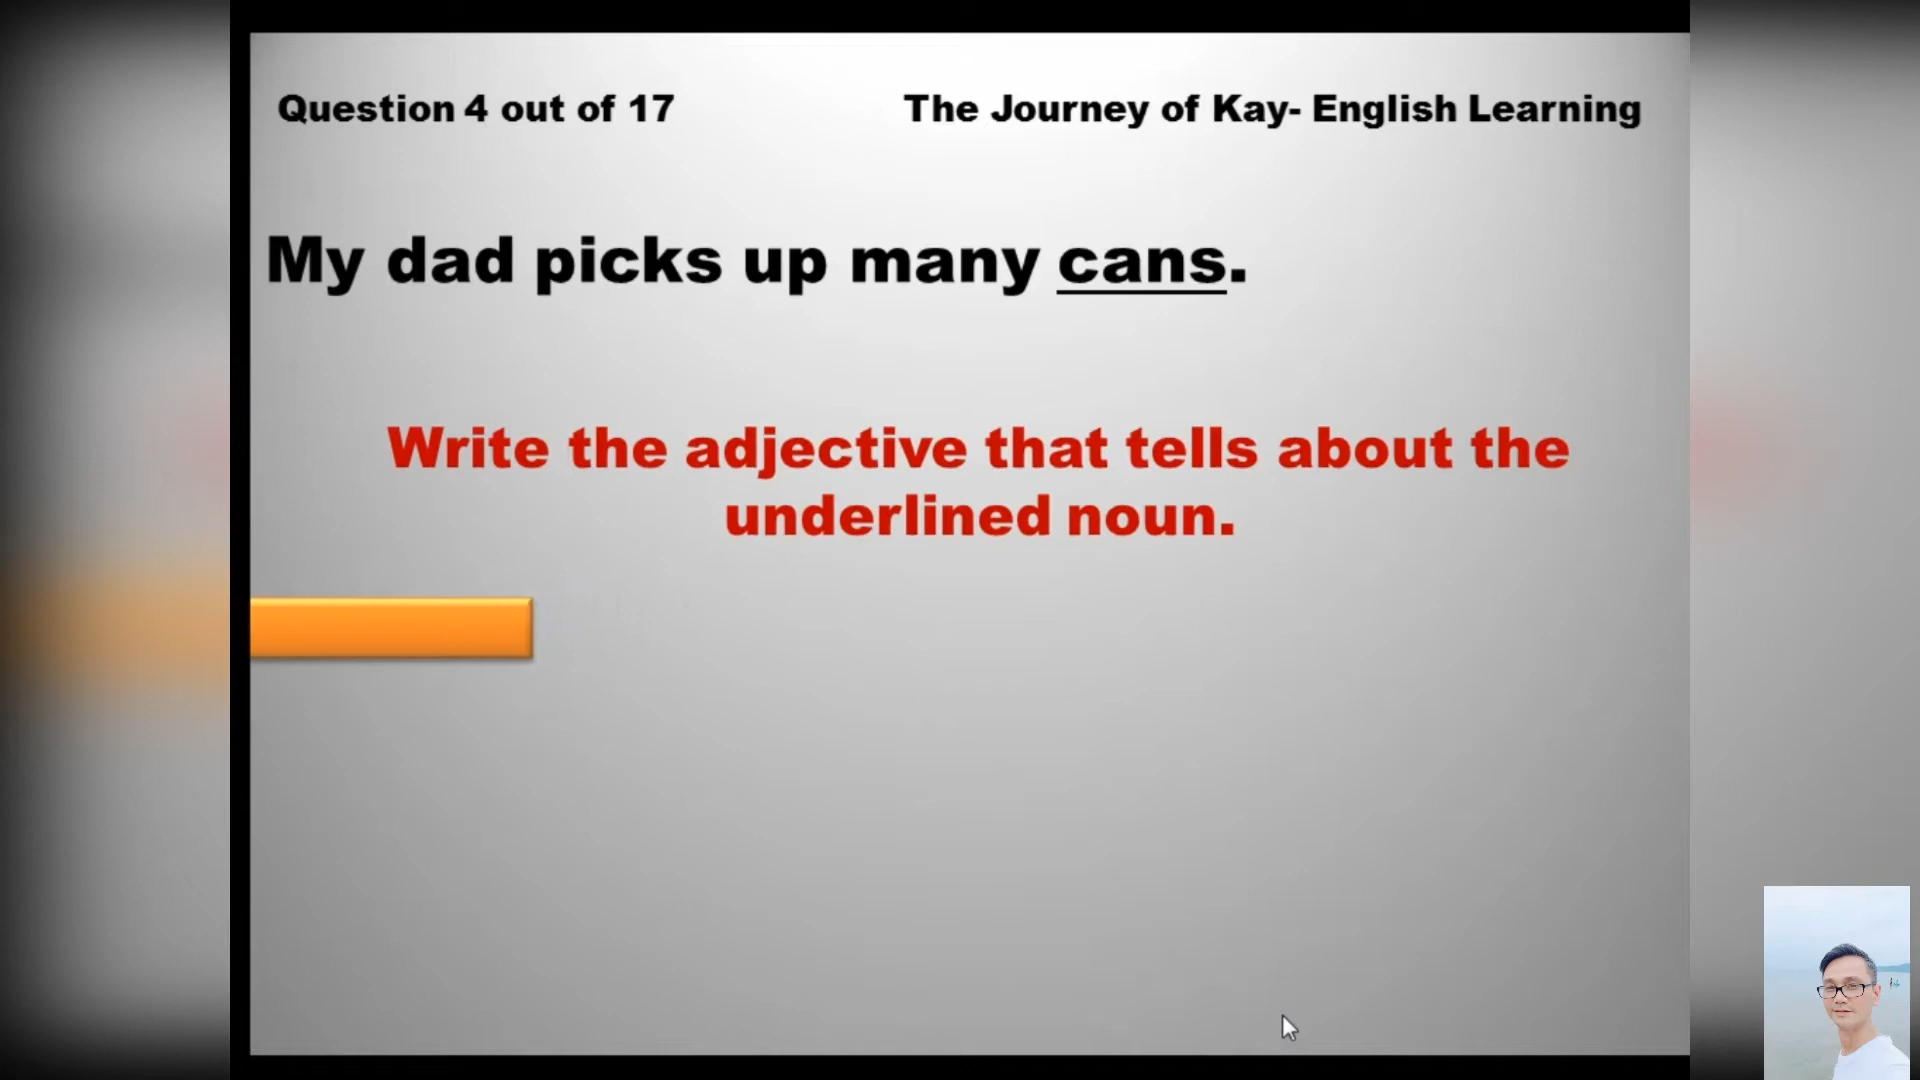 Question 4 out of 17
The Journey of Kay- English Learning
My dad picks up many cans.
Write the adjective that tells about the
underlined noun.